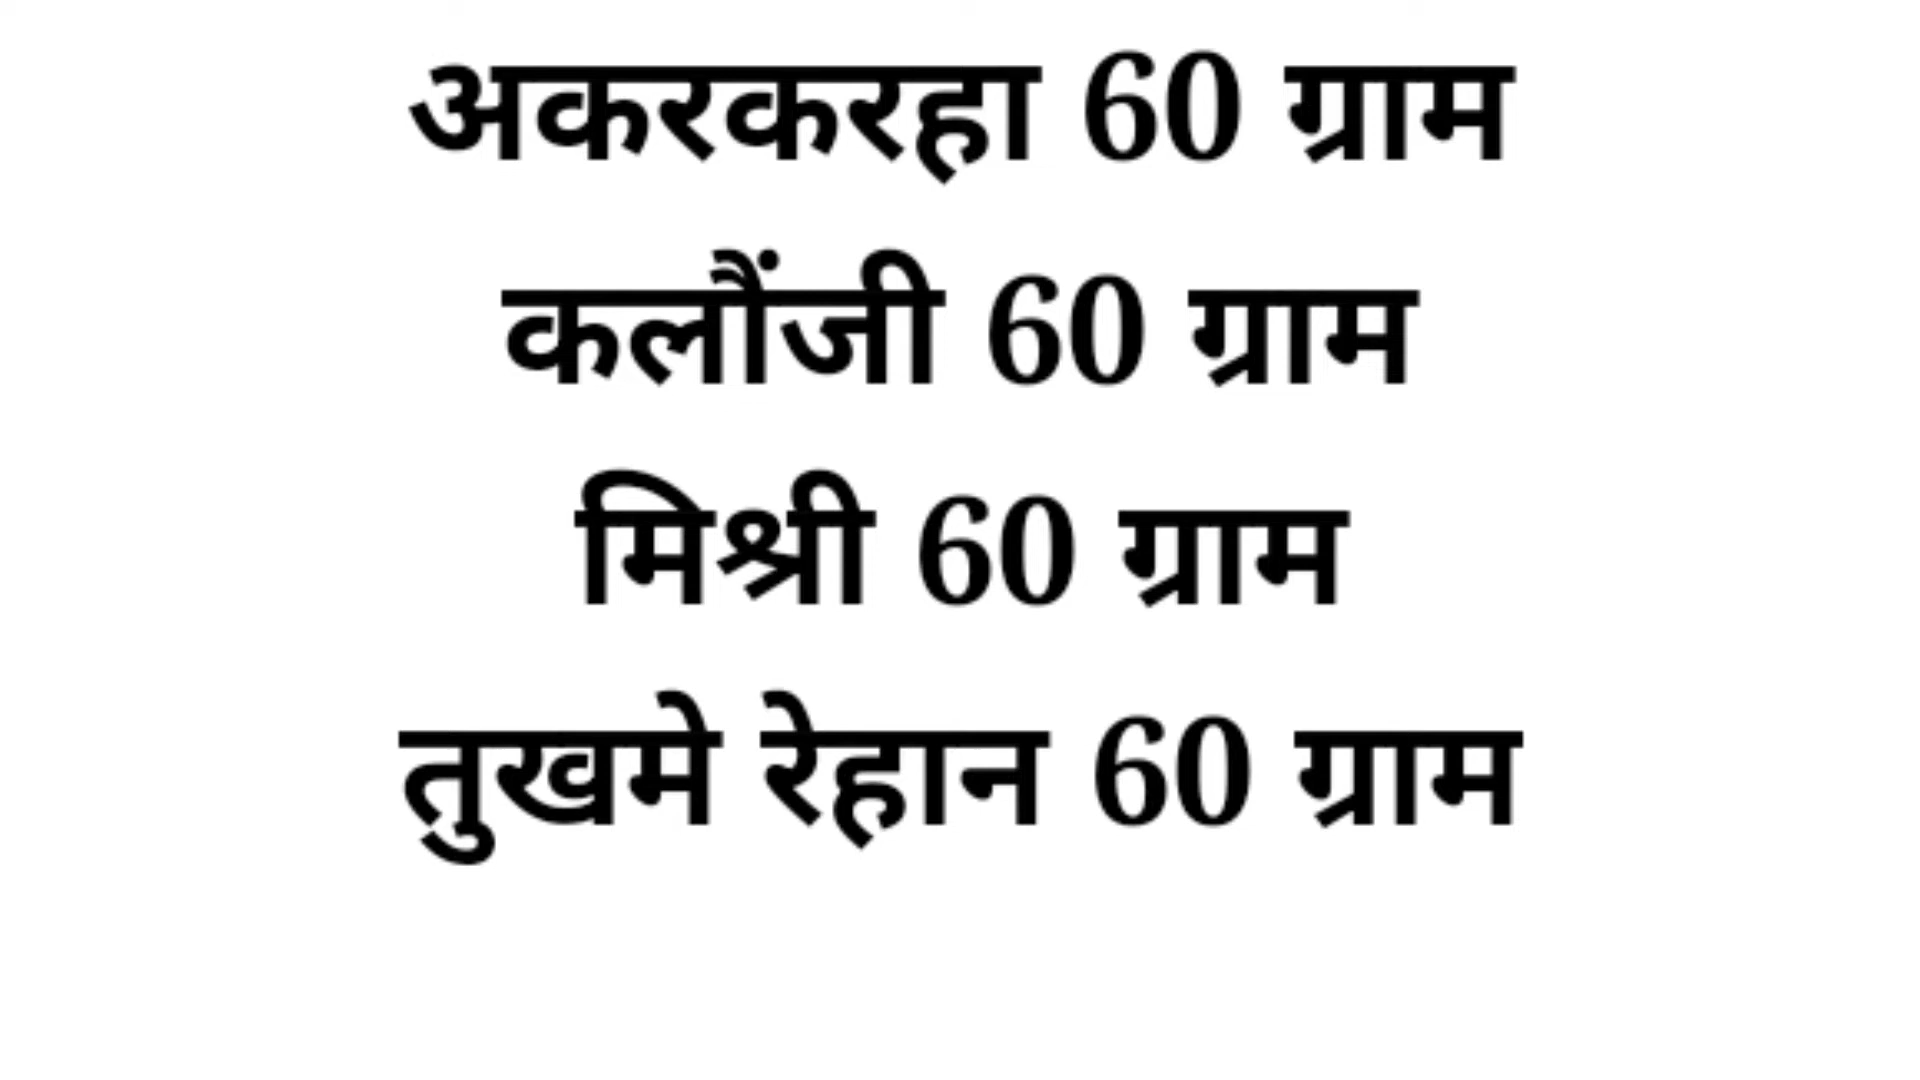 अकरकरहा 60 ग्राम
कलौंजी 60 ग्राम
मिश्री 60 ग्राम
तुखमे रेहान 60 ग्राम